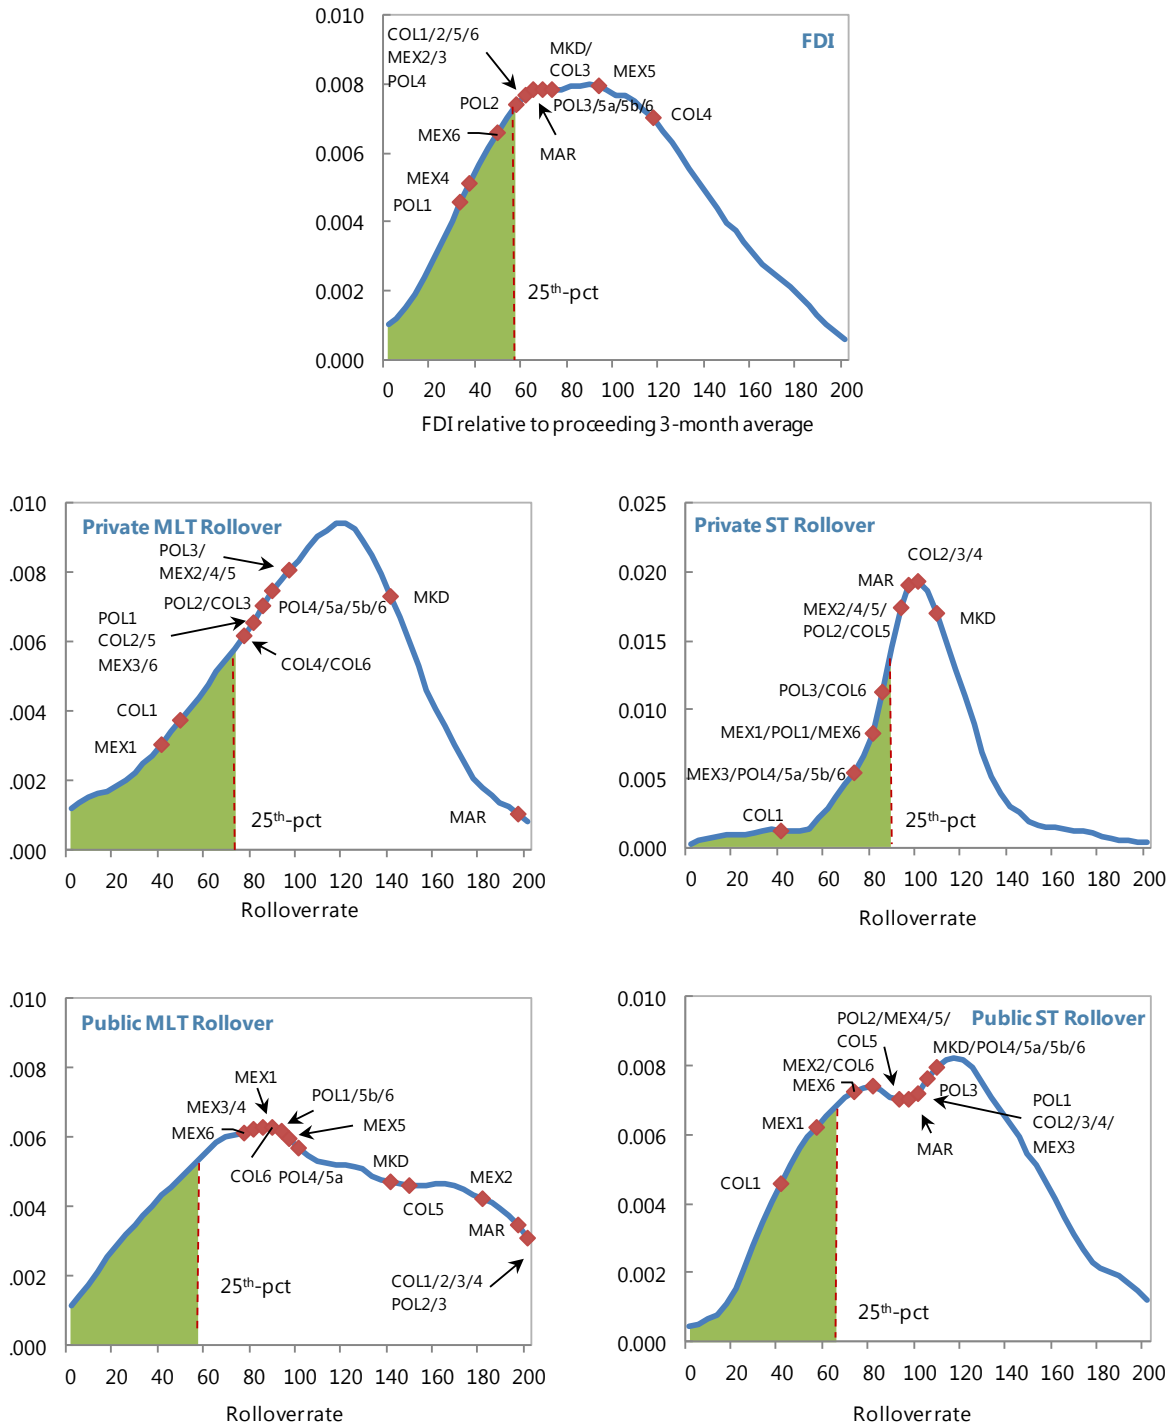 FDI
0.010
0.008
0.006
0.004
0.002
0.000
COL1/2/5/6
MEX2/3
POL4
MKD/
COL3
MEX5
POL2
POL3/5a/5b/6
COL4
MEX6
MAR
MEX4
POL1
25th-pct
0 20 40 60 80 100 120 140 160 180 200
FDI relative to proceeding 3-month average
Private MLT Rollover
.010
.008
.006
.004
.002
.000
POL3/
MEX2/4/5
POL2/COL3
POL4/5a/5b/6
MKD
POL1
COL2/5
MEX3/6
COL4/COL6
COL1
MEX1
MAR
25th-pct
0 20 40 60 80 100 120 140 160 180 200
Rollover rate
Private ST Rollover
0.025
0.020
0.015
0.010
0.005
0.000
COL2/3/4
MAR
MEX2/4/5/
POL2/COL5
MKD
POL3/COL6
MEX1/POL1/MEX6
MEX3/POL4/5a/5b/6
COL1
25th-pct
0 20 40 60 80 100 120 140 160 180 200
Rollover rate
Public MLT Rollover
.010
.008
.006
.004
.002
.000
MEX1
POL1/5b/6
MEX3/4
MEX6
MEX5
COL6
POL4/5a
MKD
MEX2
COL5
MAR
COL1/2/3/4
POL2/3
25th-pct
0 20 40 60 80 100 120 140 160 180 200
Rollover rate
Public ST Rollover
0.010
0.008
0.006
0.004
0.002
0.000
POL2/MEX4/5/
COL5
MKD/POL4/5a/5b/6
MEX2/COL6
MEX6
POL3
POL1
COL2/3/4/
MEX3
MEX1
MAR
COL1
25th-pct
0 20 40 60 80 100 120 140 160 180 200
Rollover rate